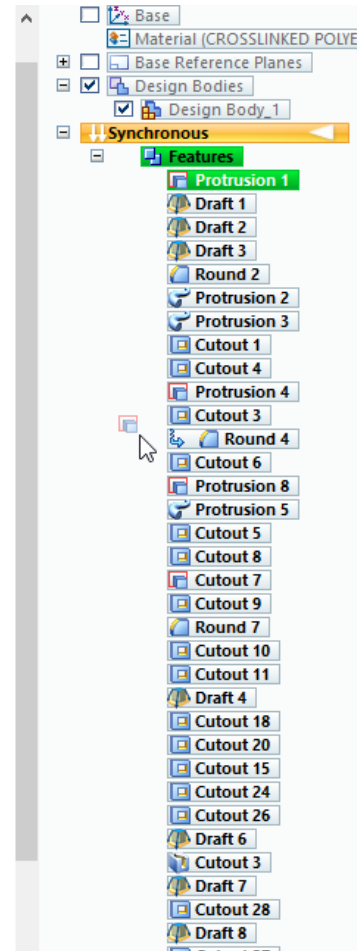 Base
Material (CROSSLINKED POLYE
Base Reference Planes
Design Bodies
Design Body_1
Synchronous
Features
Protrusion 1
Draft 1
Draft 2
Draft 3
Round 2
Protrusion 2
Protrusion 3
Cutout 1
Cutout 4
Protrusion 4
Cutout 3
Round 4
Cutout 6
Protrusion 8
Protrusion 5
Cutout 5
Cutout 8
Cutout 7
Cutout 9
Round 7
Cutout 10
Cutout 11
Draft 4
Cutout 18
Cutout 20
Cutout 15
Cutout 24
Cutout 26
Draft 6
Cutout 3
Draft 7
Cutout 28
Draft 8